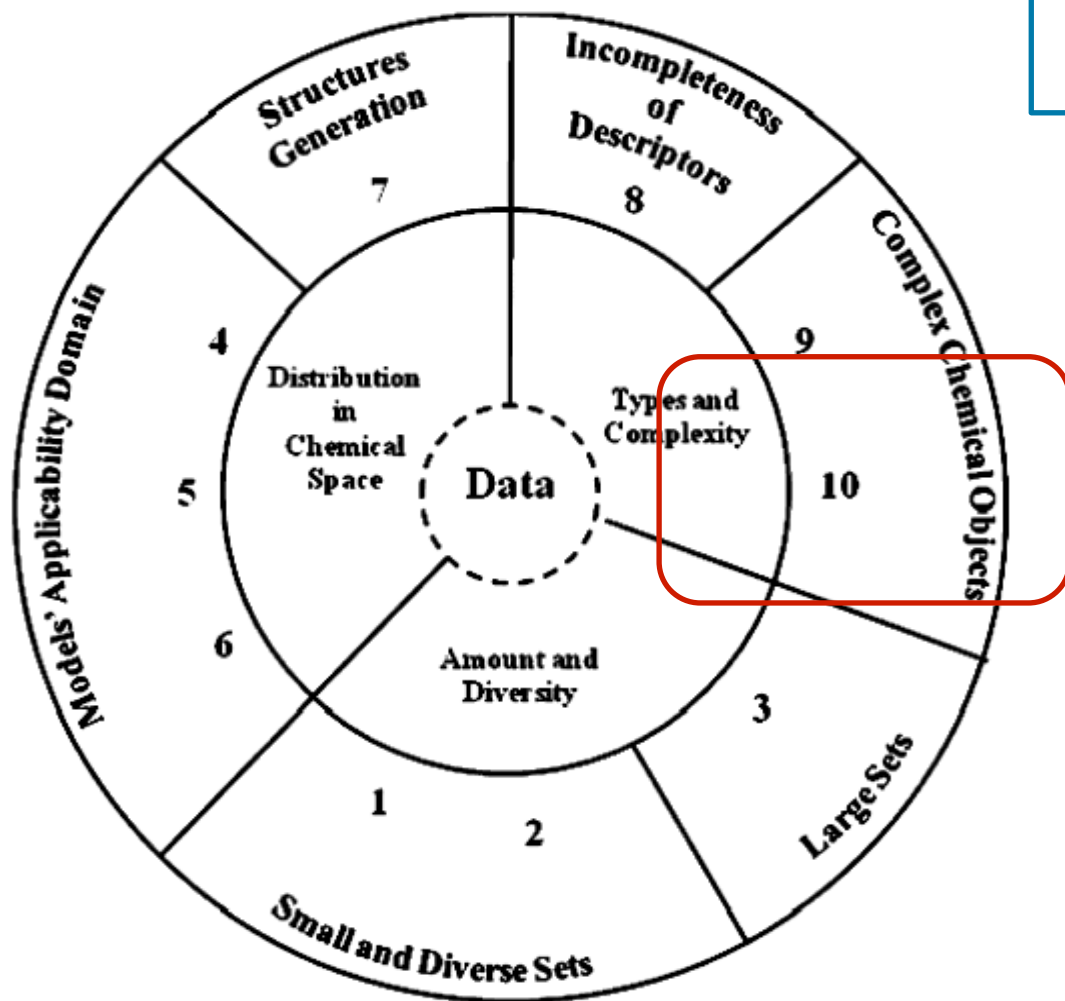 Structures
Generation
7
Incompleteness
of
Descriptors
8
Complex Chemical Objects
9
10
Models' Applicability Domain
4
5
6
Distribution
in
Chemical
Space
Types and
Complexity
Data
Amount and
Diversity
1
2
3
Small and Diverse Sets
Large Sets